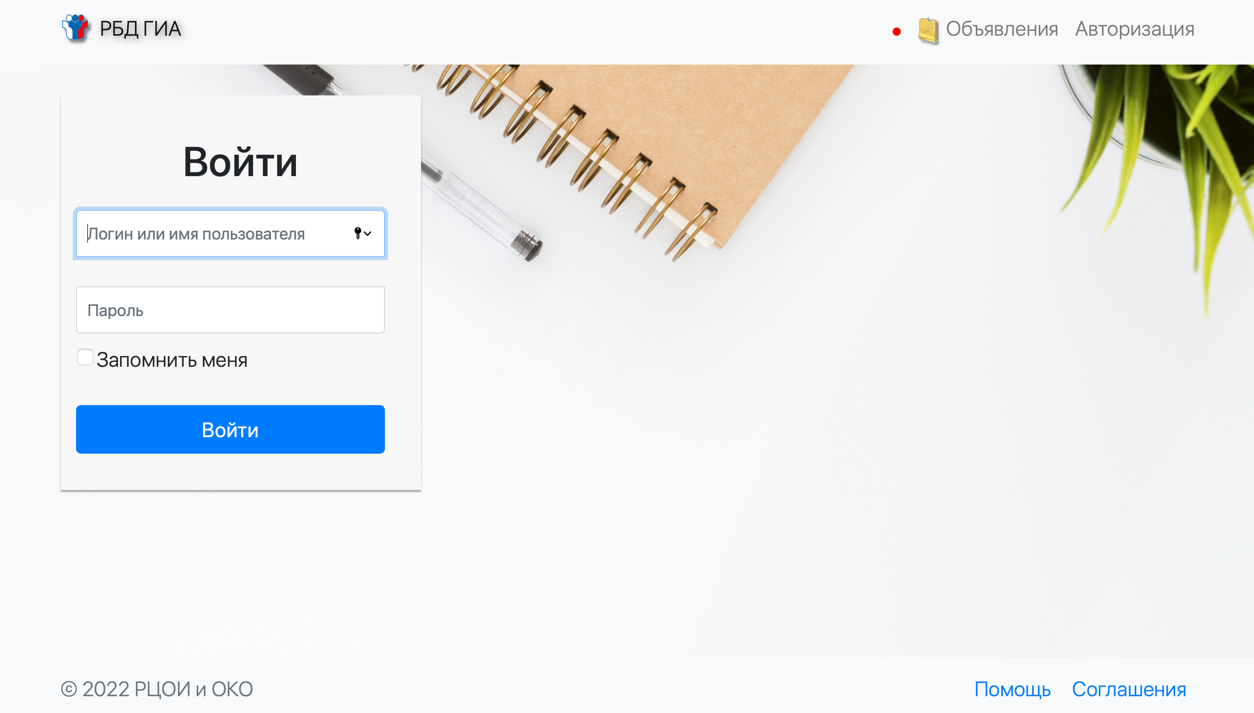 РБД ГИА
Объявления Авторизация
Войти
Логин или имя пользователя
Пароль
Запомнить меня
Войти
© 2022 РЦОИ и ОКО
Помощь Соглашения